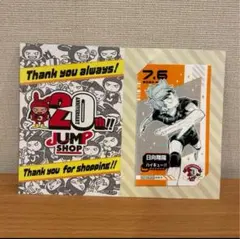 Thank you always!
20th!!
ANNIVERSARY
JUMP
SHOP
Thank you for shopping!!
7.6
日向翔陽
ハイキュー!!